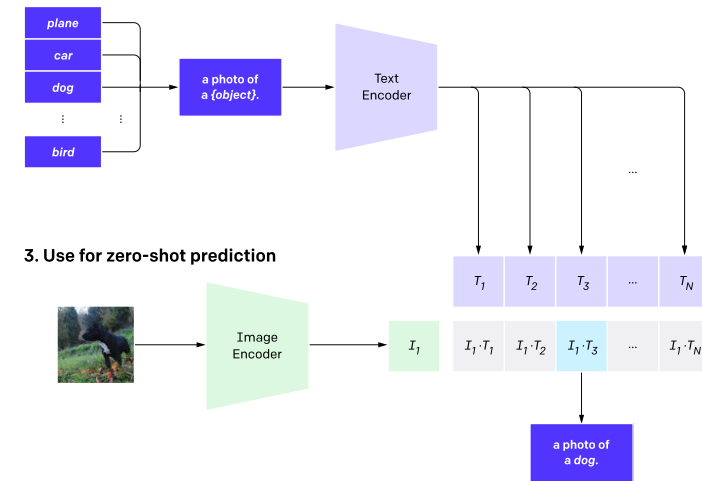 plane
car
dog
⋮ ⋮
bird
a photo of
a {object}.
Text
Encoder
...
3. Use for zero-shot prediction
T1 T2 T3 ... TN
Image
Encoder
I1
I1·T1 I1·T2 I1·T3 ... I1·TN
a photo of
a dog.